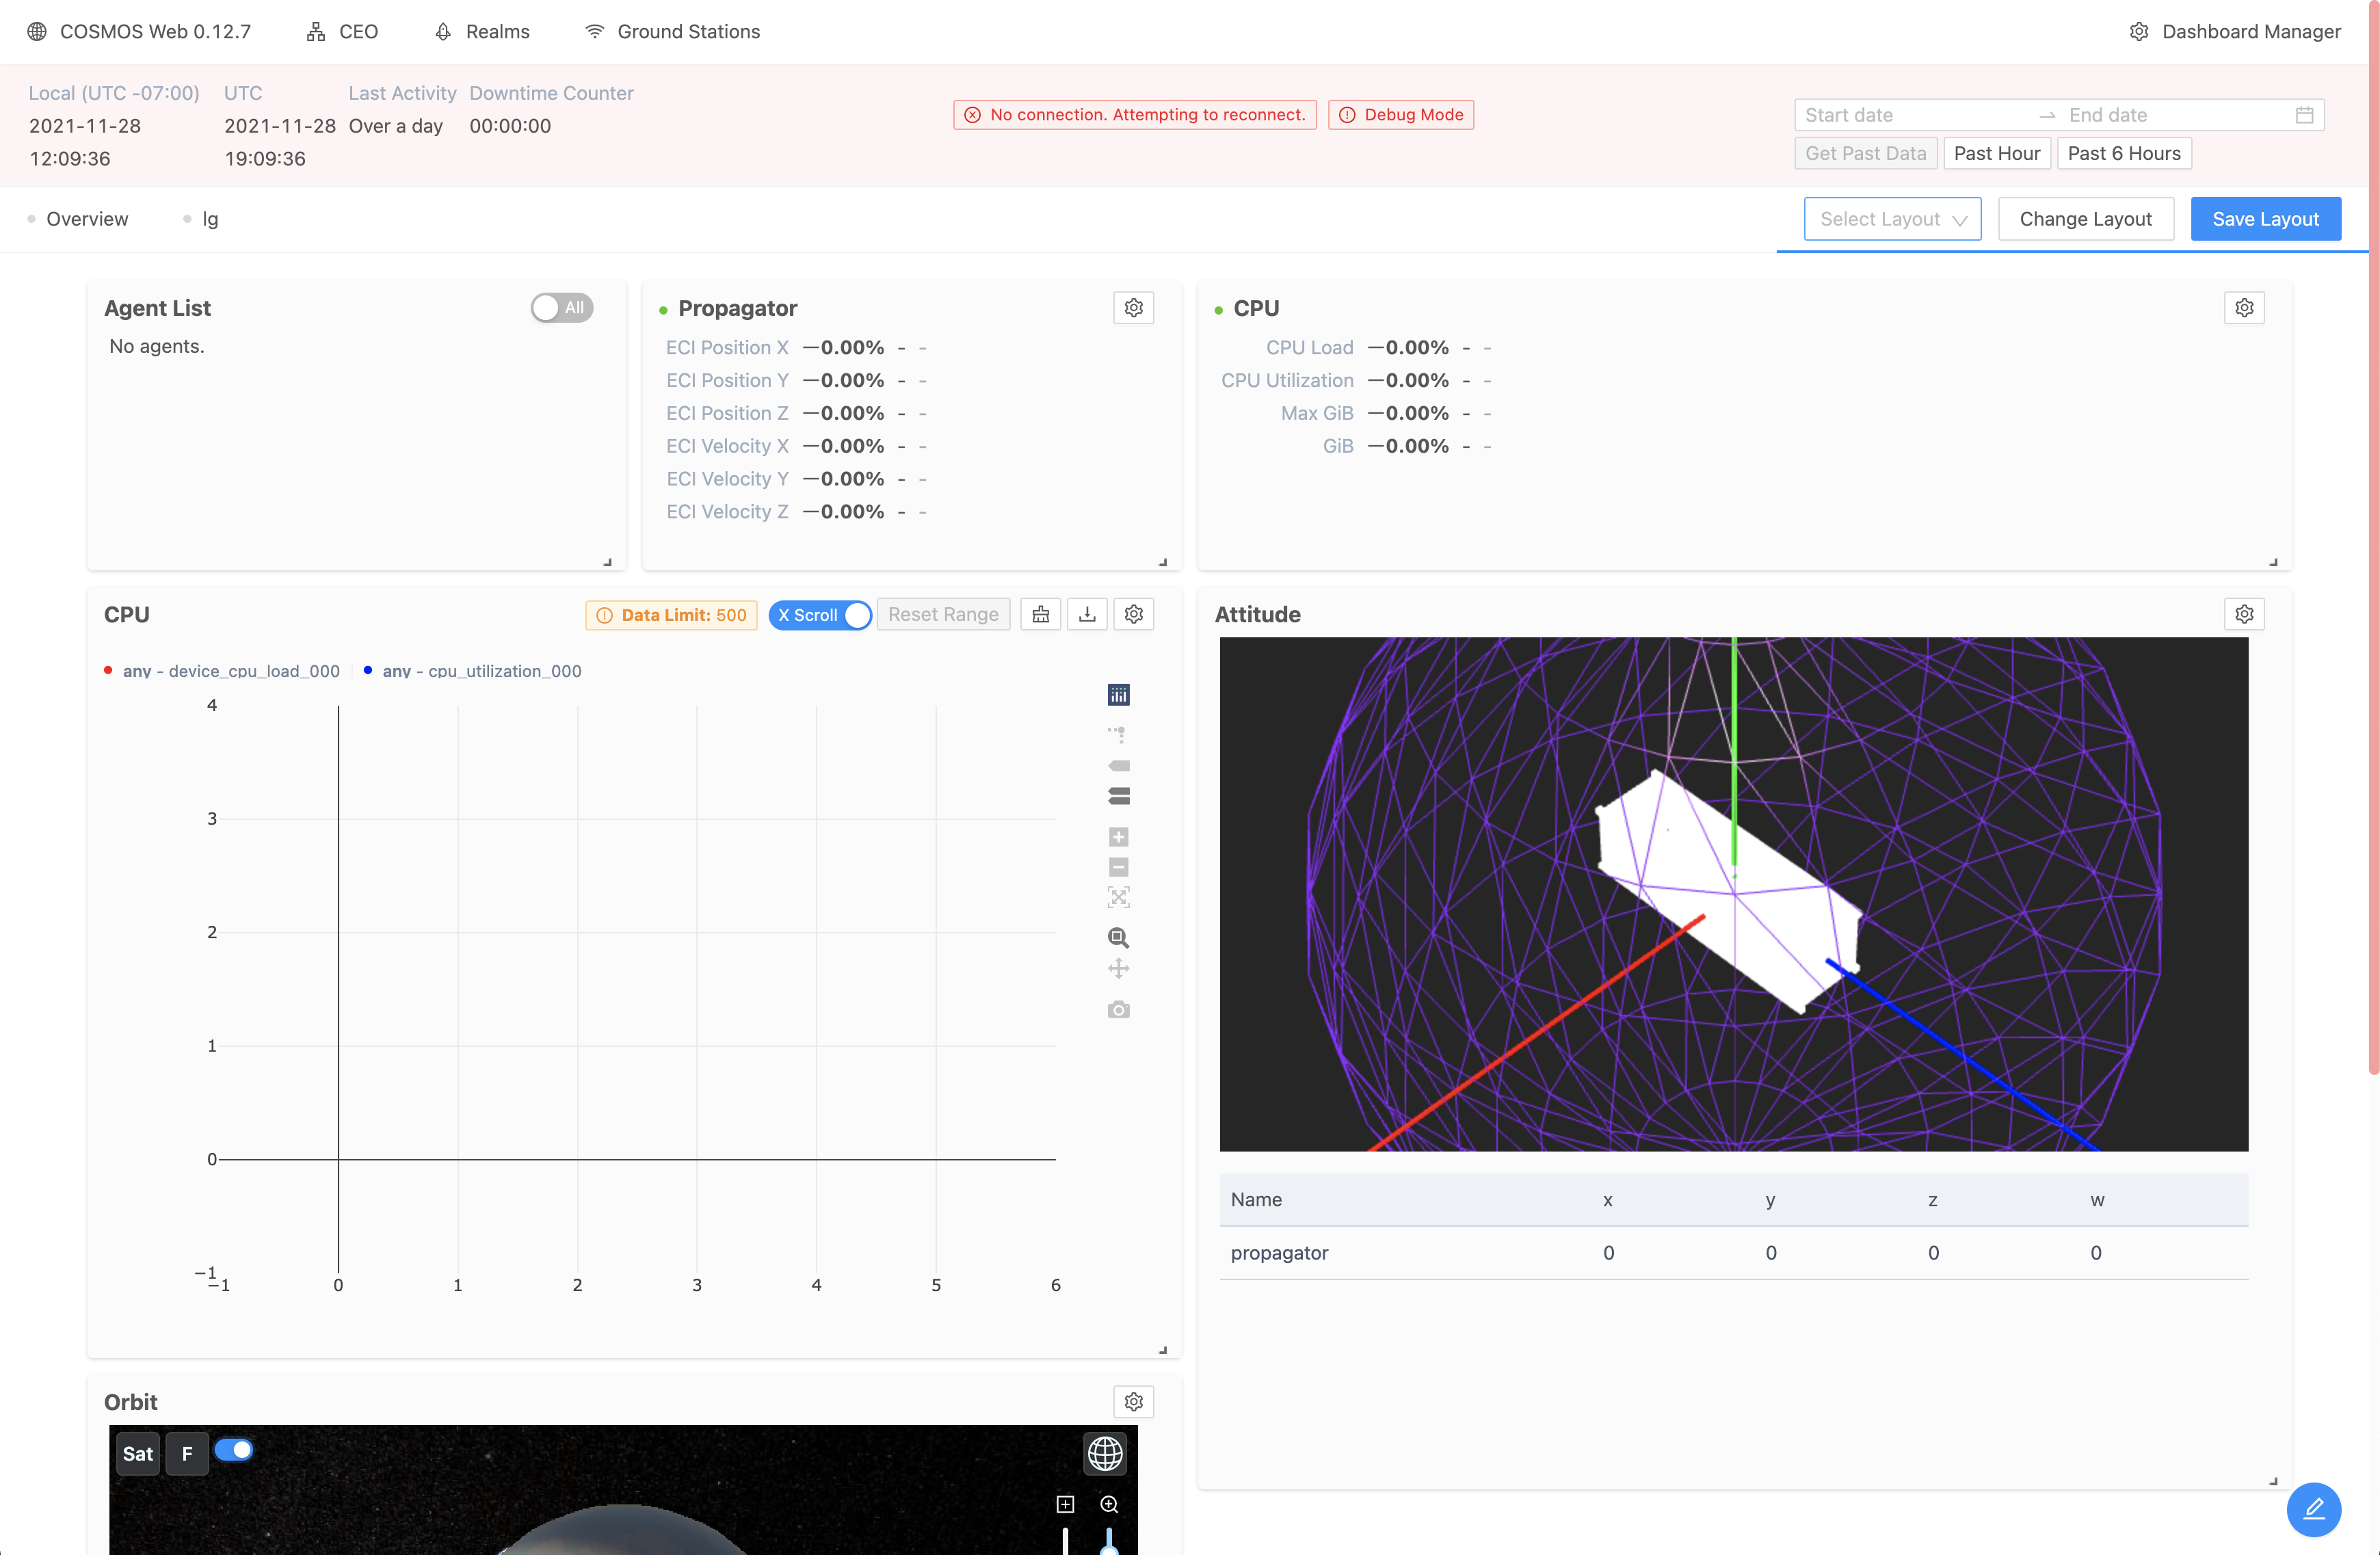 COSMOS Web 0.12.7 CEO Realms Ground Stations Dashboard Manager
Local (UTC -07:00) UTC Last Activity Downtime Counter
2021-11-28 2021-11-28 Over a day 00:00:00
12:09:36 19:09:36
No connection. Attempting to reconnect. Debug Mode
Start date → End date
Get Past Data Past Hour Past 6 Hours
Overview lg Select Layout Change Layout Save Layout
Agent List All
No agents.
Propagator
ECI Position X —0.00% - -
ECI Position Y —0.00% - -
ECI Position Z —0.00% - -
ECI Velocity X —0.00% - -
ECI Velocity Y —0.00% - -
ECI Velocity Z —0.00% - -
CPU
CPU Load —0.00% - -
CPU Utilization —0.00% - -
Max GiB —0.00% - -
GiB —0.00% - -
CPU Data Limit: 500 X Scroll Reset Range
any - device_cpu_load_000 any - cpu_utilization_000
4
3
2
1
0
−1
−1 0 1 2 3 4 5 6
Attitude
Name x y z w
propagator 0 0 0 0
Orbit
Sat F